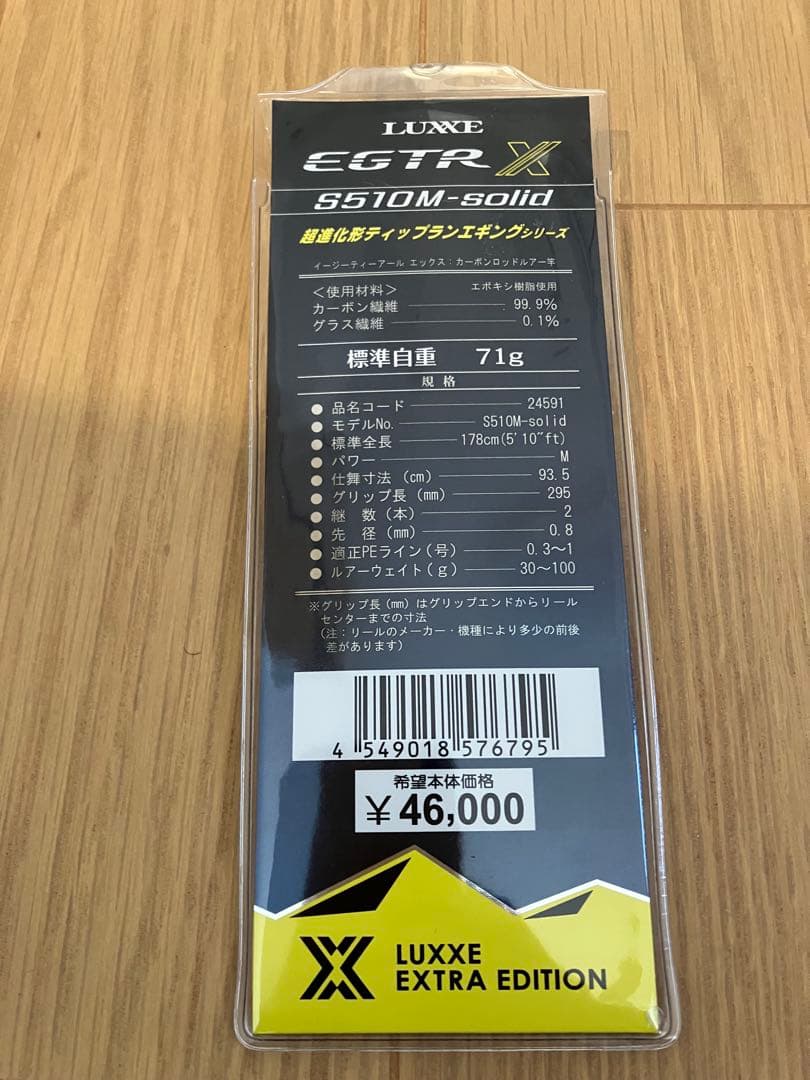 LUXXE
EGTR X
S510M-solid
超進化形ティップランエギングシリーズ
イージーティーアール エックス：カーボンロッドルアー竿
＜使用材料＞ エポキシ樹脂使用
カーボン繊維 99.9%
グラス繊維 0.1%
標準自重 71g
規格
● 品名コード 24591
● モデルNo. S510M-solid
● 標準全長 178cm(5'10"ft)
● パワー M
● 仕舞寸法（cm） 93.5
● グリップ長（mm） 295
● 継 数（本） 2
● 先 径（mm） 0.8
● 適正PEライン（号） 0.3〜1
● ルアーウェイト（g） 30〜100
※グリップ長（mm）はグリップエンドからリール
センターまでの寸法
（注：リールのメーカー・機種により多少の前後
差があります）
4 549018 576795
希望本体価格
￥46,000
LUXXE
EXTRA EDITION